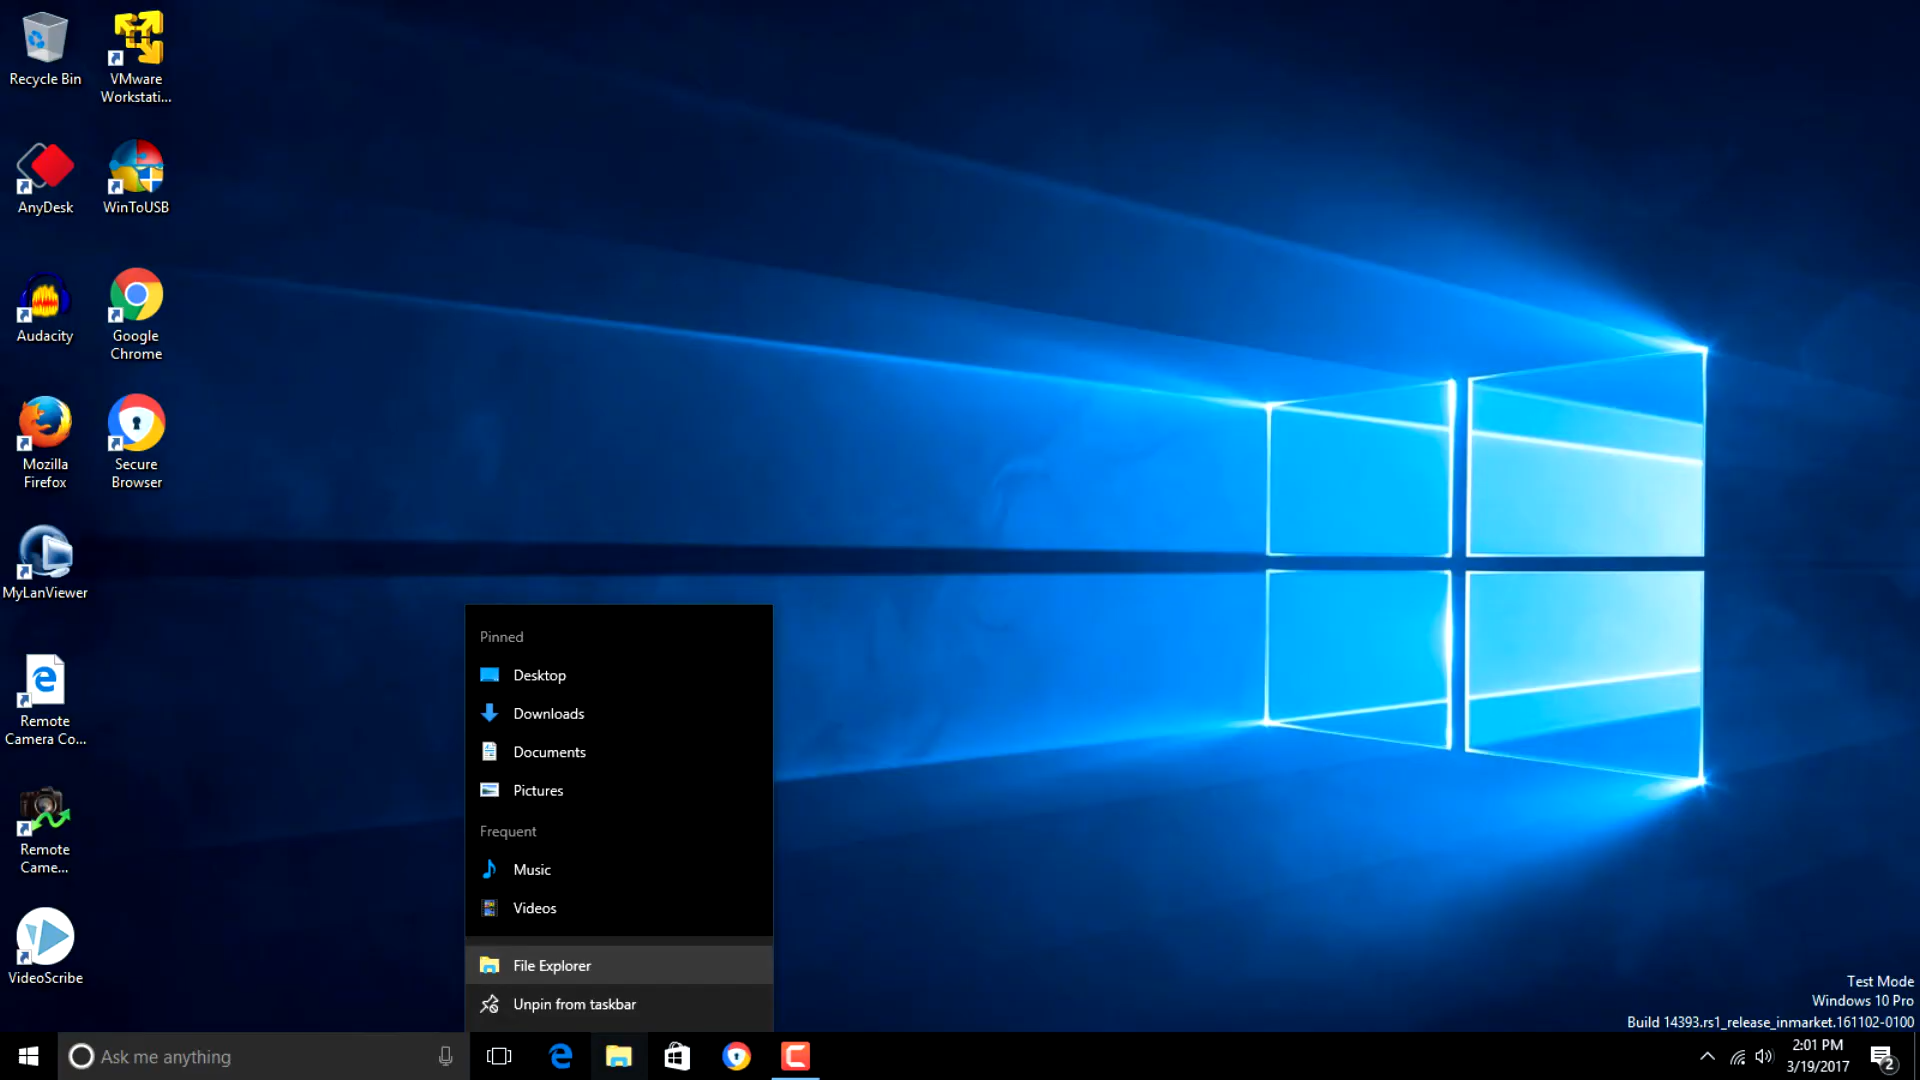 Recycle Bin
VMware
Workstati...
AnyDesk
WinToUSB
Audacity
Google
Chrome
Mozilla
Firefox
Secure
Browser
MyLanViewer
Remote
Camera Co...
Remote
Came...
VideoScribe
Pinned
Desktop
Downloads
Documents
Pictures
Frequent
Music
Videos
File Explorer
Unpin from taskbar
Test Mode
Windows 10 Pro
Build 14393.rs1_release_inmarket.161102-0100
Ask me anything
2:01 PM
3/19/2017
2